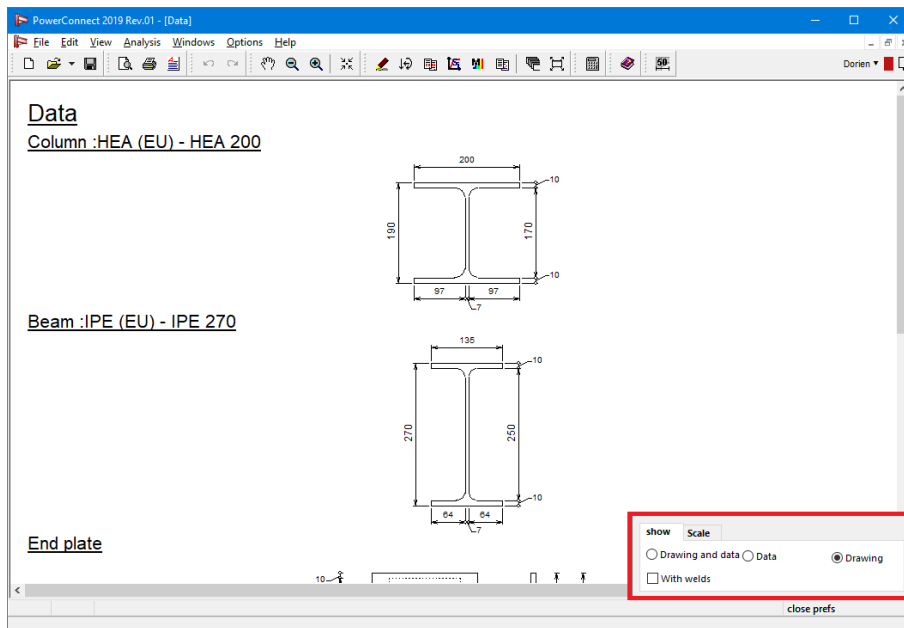 PowerConnect 2019 Rev.01 - [Data]
File Edit View Analysis Windows Options Help
50
Dorien
Data
Column :HEA (EU) - HEA 200
200
10
190
170
10
97
97
7
Beam :IPE (EU) - IPE 270
135
10
270
250
10
64
64
7
End plate
10
show Scale
Drawing and data Data Drawing
With welds
close prefs